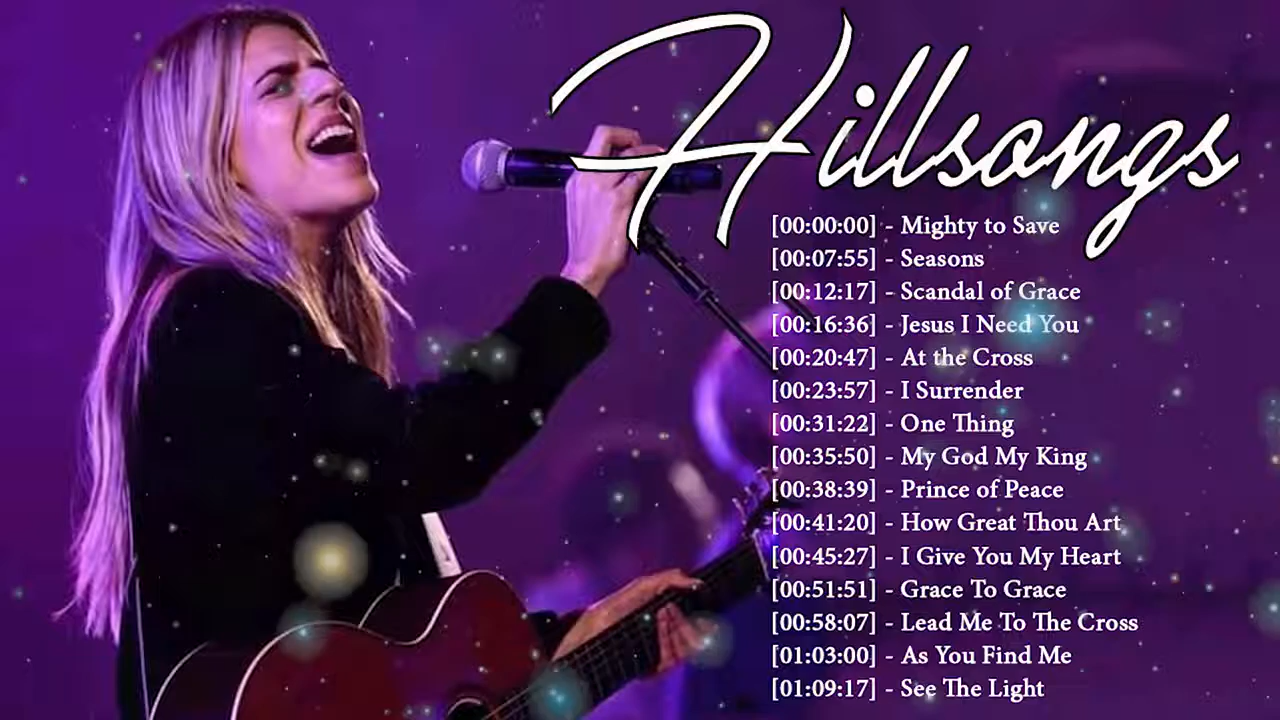 Hillsongs
[00:00:00] - Mighty to Save
[00:07:55] - Seasons
[00:12:17] - Scandal of Grace
[00:16:36] - Jesus I Need You
[00:20:47] - At the Cross
[00:23:57] - I Surrender
[00:31:22] - One Thing
[00:35:50] - My God My King
[00:38:39] - Prince of Peace
[00:41:20] - How Great Thou Art
[00:45:27] - I Give You My Heart
[00:51:51] - Grace To Grace
[00:58:07] - Lead Me To The Cross
[01:03:00] - As You Find Me
[01:09:17] - See The Light